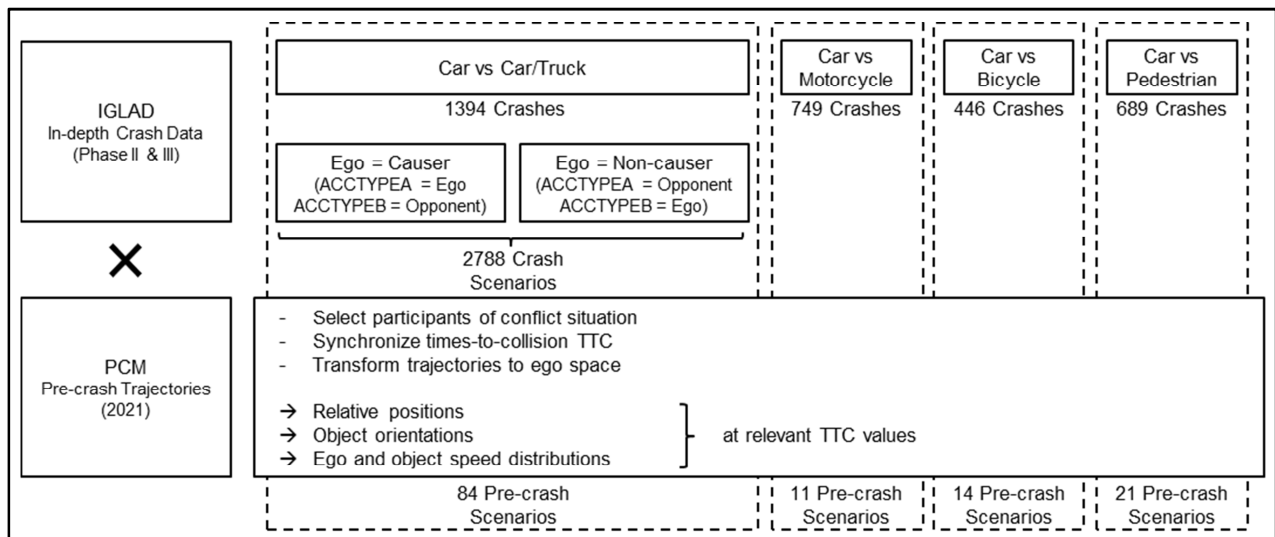 IGLAD
In-depth Crash Data
(Phase II & III)
×
PCM
Pre-crash Trajectories
(2021)
Car vs Car/Truck
1394 Crashes
Ego = Causer
(ACCTYPEA = Ego
ACCTYPEB = Opponent)
Ego = Non-causer
(ACCTYPEA = Opponent
ACCTYPEB = Ego)
2788 Crash
Scenarios
Car vs
Motorcycle
749 Crashes
Car vs
Bicycle
446 Crashes
Car vs
Pedestrian
689 Crashes
- Select participants of conflict situation
- Synchronize times-to-collision TTC
- Transform trajectories to ego space
→ Relative positions
→ Object orientations
→ Ego and object speed distributions
at relevant TTC values
84 Pre-crash
Scenarios
11 Pre-crash
Scenarios
14 Pre-crash
Scenarios
21 Pre-crash
Scenarios